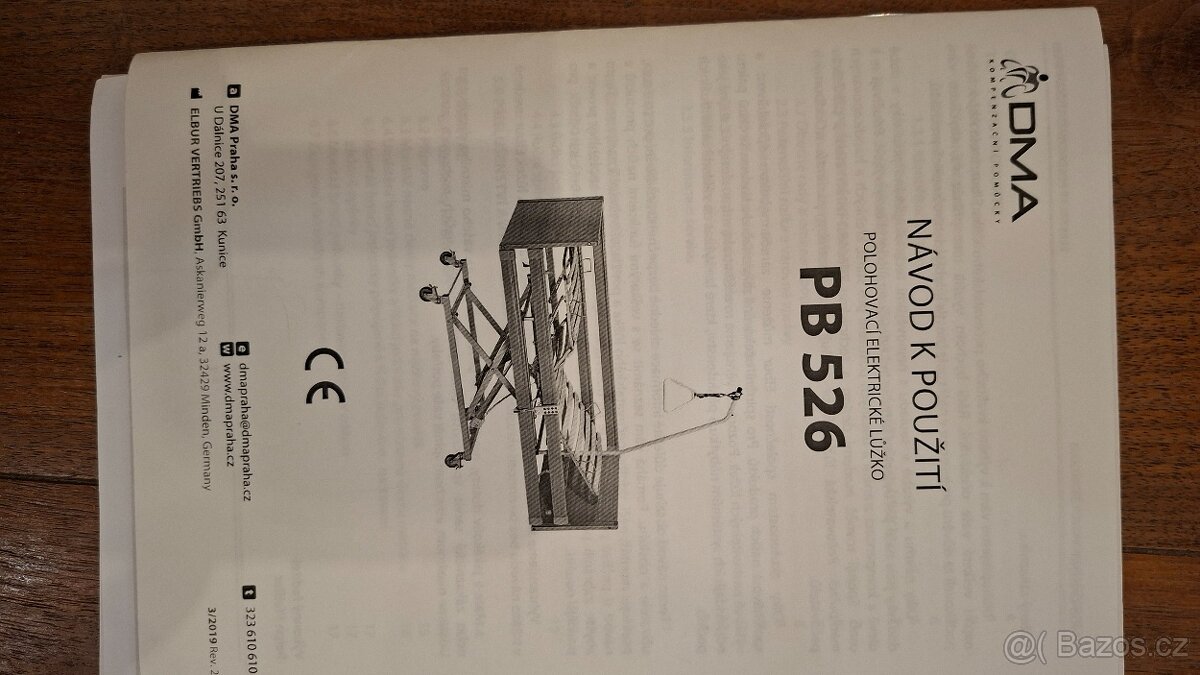 DMA
KOMPENZAČNÍ POMŮCKY
NÁVOD K POUŽITÍ
POLOHOVACÍ ELEKTRICKÉ LŮŽKO
PB 526
CE
a DMA Praha s. r. o.
U Dálnice 207, 251 63 Kunice
e dmapraha@dmapraha.cz
w www.dmapraha.cz
t 323 610 610
ELBUR VERTRIEBS GmbH, Askanierweg 12 a, 32429 Minden, Germany
3/2019 Rev. 2
@( Bazos.cz